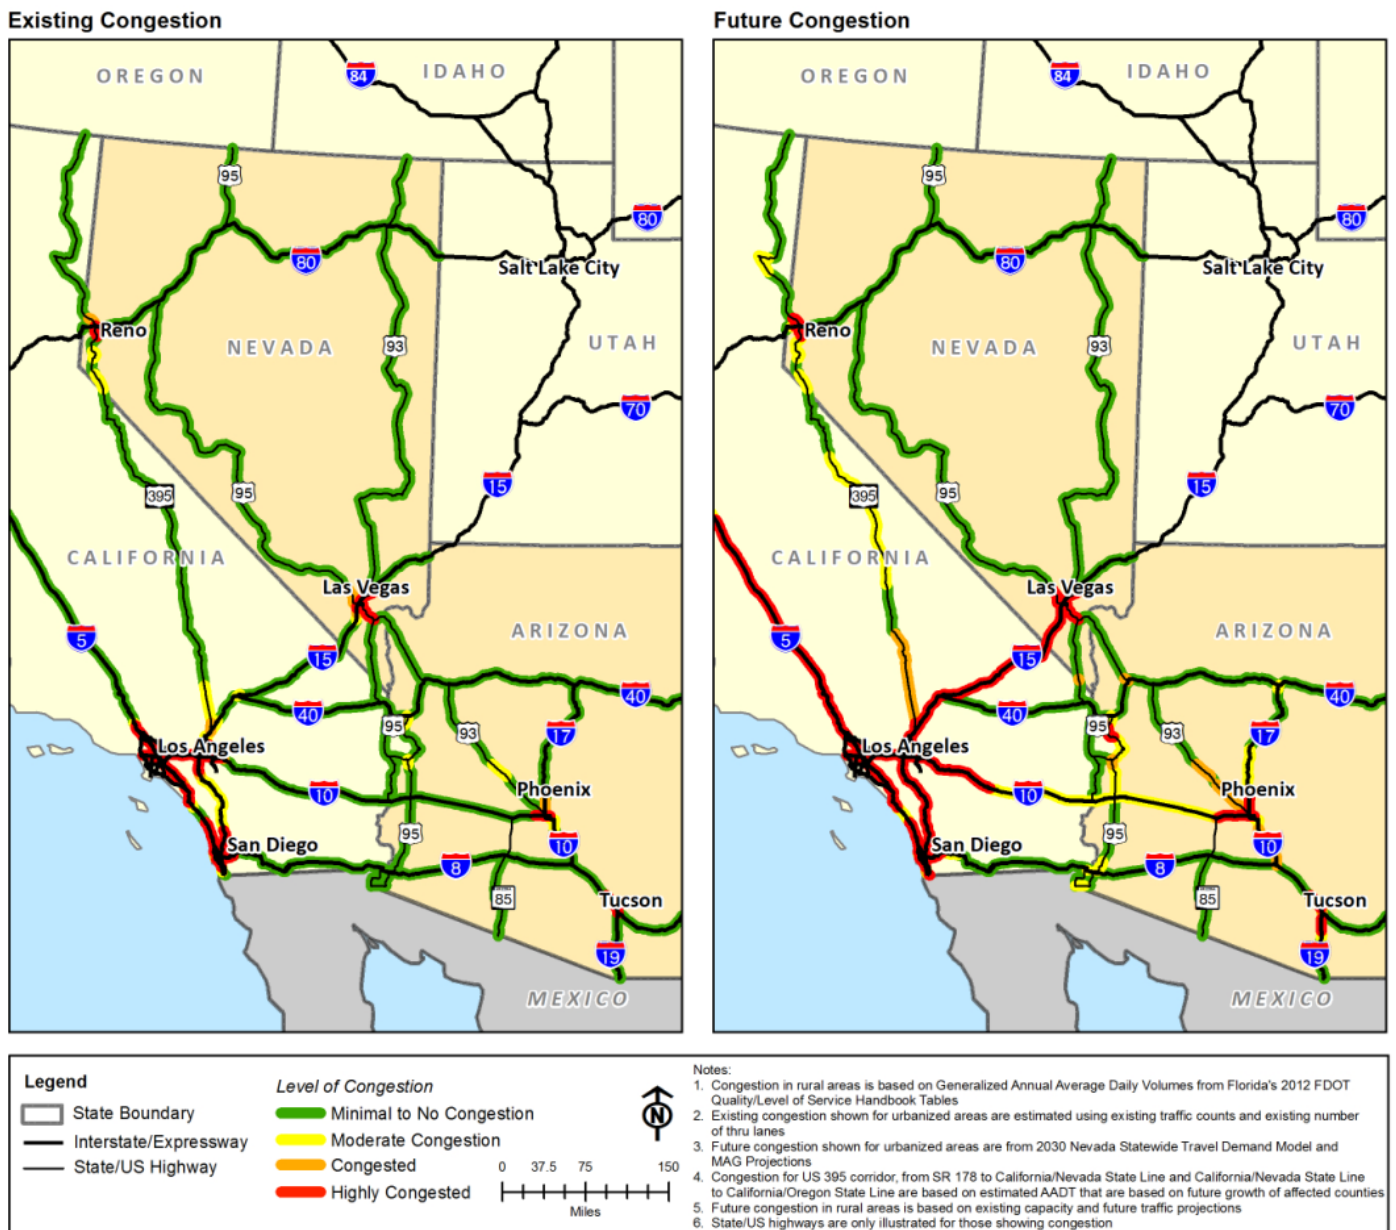 Existing Congestion
OREGON
IDAHO
84
95
80
80
Salt Lake City
Reno
NEVADA
93
UTAH
70
395
95
15
CALIFORNIA
Las Vegas
5
15
ARIZONA
40
40
95
93
17
Los Angeles
10
Phoenix
95
10
San Diego
8
85
Tucson
19
MEXICO
Future Congestion
OREGON
IDAHO
84
95
80
80
Salt Lake City
Reno
NEVADA
93
UTAH
70
395
95
15
CALIFORNIA
Las Vegas
5
15
ARIZONA
40
40
95
93
17
Los Angeles
10
Phoenix
95
10
San Diego
8
85
Tucson
19
MEXICO
Legend
State Boundary
Interstate/Expressway
State/US Highway
Level of Congestion
Minimal to No Congestion
Moderate Congestion
Congested
Highly Congested
N
0 37.5 75 150
Miles
Notes:
1. Congestion in rural areas is based on Generalized Annual Average Daily Volumes from Florida's 2012 FDOT
Quality/Level of Service Handbook Tables
2. Existing congestion shown for urbanized areas are estimated using existing traffic counts and existing number
of thru lanes
3. Future congestion shown for urbanized areas are from 2030 Nevada Statewide Travel Demand Model and
MAG Projections
4. Congestion for US 395 corridor, from SR 178 to California/Nevada State Line and California/Nevada State Line
to California/Oregon State Line are based on estimated AADT that are based on future growth of affected counties
5. Future congestion in rural areas is based on existing capacity and future traffic projections
6. State/US highways are only illustrated for those showing congestion